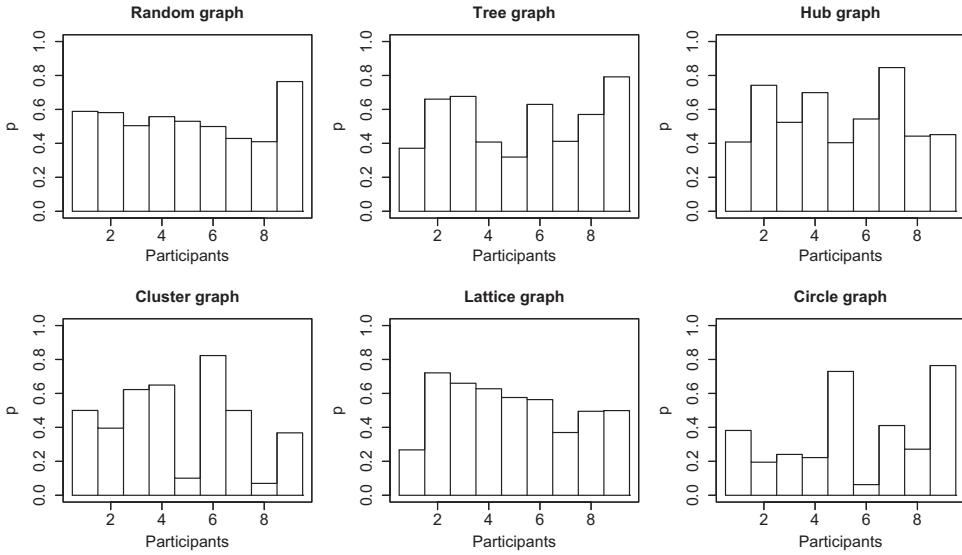 Random graph
p
0.0 0.2 0.4 0.6 0.8 1.0
2 4 6 8
Participants
Tree graph
p
0.0 0.2 0.4 0.6 0.8 1.0
2 4 6 8
Participants
Hub graph
p
0.0 0.2 0.4 0.6 0.8 1.0
2 4 6 8
Participants
Cluster graph
p
0.0 0.2 0.4 0.6 0.8 1.0
2 4 6 8
Participants
Lattice graph
p
0.0 0.2 0.4 0.6 0.8 1.0
2 4 6 8
Participants
Circle graph
p
0.0 0.2 0.4 0.6 0.8 1.0
2 4 6 8
Participants